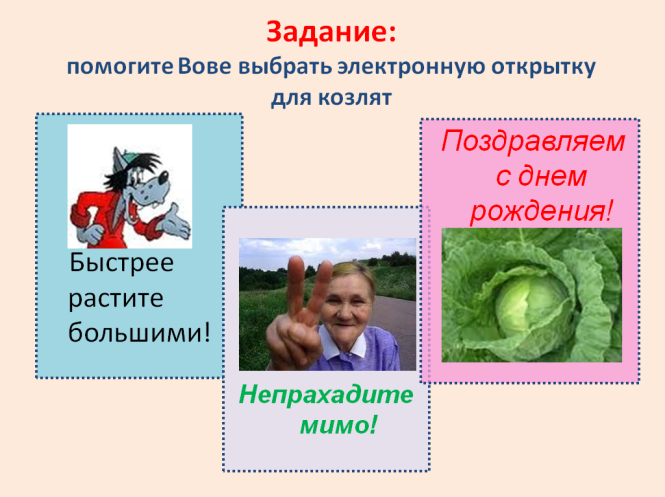 Задание:
помогите Вове выбрать электронную открытку
для козлят
Быстрее
растите
большими!
Непрахадите
мимо!
Поздравляем
с днем
рождения!